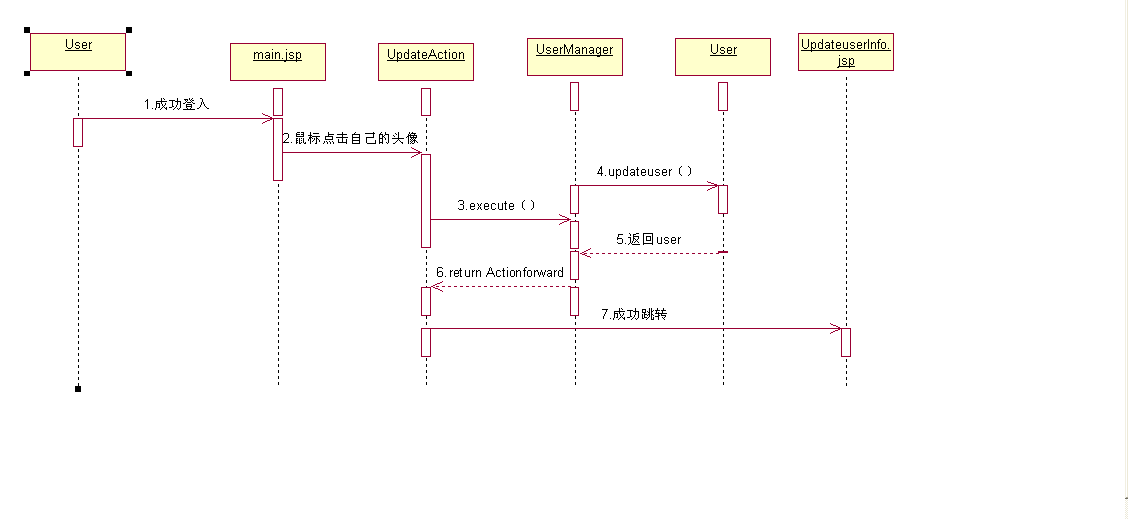 User
main.jsp
UpdateAction
UserManager
User
UpdateuserInfo.
jsp
1.成功登入
2.鼠标点击自己的头像
4.updateuser（）
3.execute（）
5.返回user
6.return Actionforward
7.成功跳转